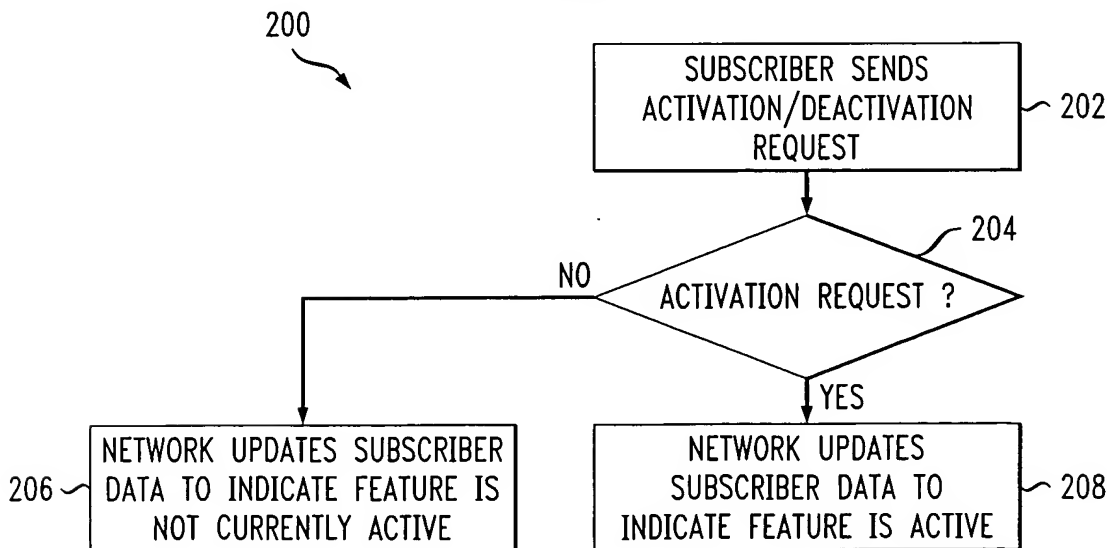 200
SUBSCRIBER SENDS
ACTIVATION/DEACTIVATION
REQUEST
202
204
ACTIVATION REQUEST ?
NO
YES
NETWORK UPDATES SUBSCRIBER
DATA TO INDICATE FEATURE IS
NOT CURRENTLY ACTIVE
206
NETWORK UPDATES
SUBSCRIBER DATA TO
INDICATE FEATURE IS ACTIVE
208